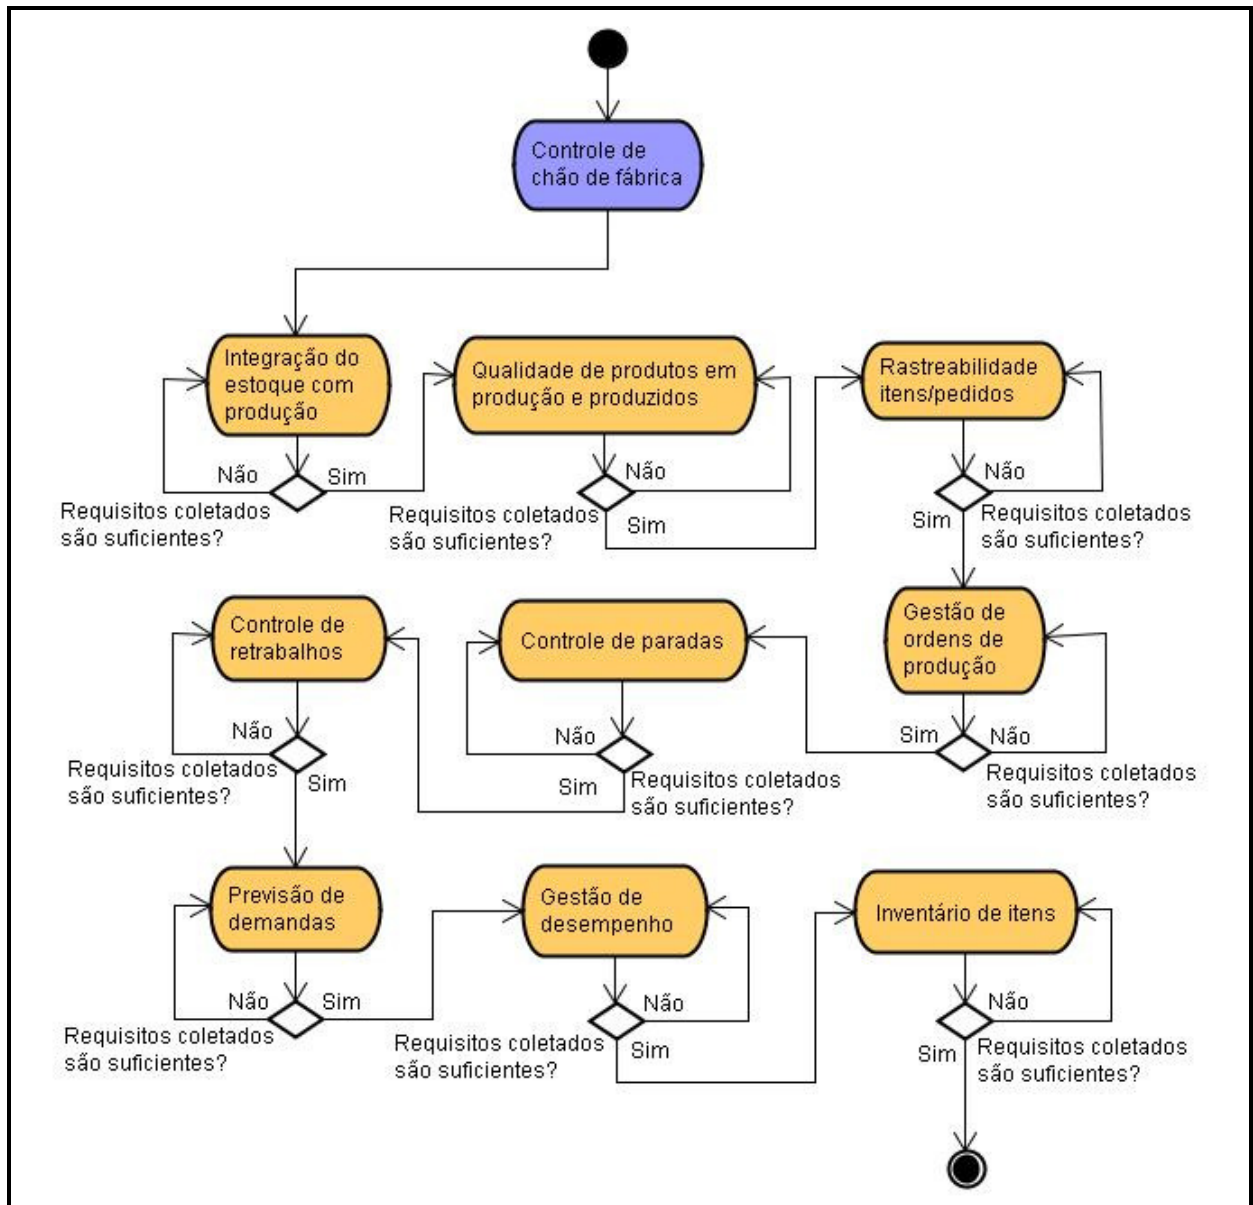 Controle de
chão de fábrica
Integração do
estoque com
produção
Não
Sim
Requisitos coletados
são suficientes?
Qualidade de produtos em
produção e produzidos
Não
Requisitos coletados
são suficientes?
Sim
Rastreabilidade
itens/pedidos
Não
Sim
Requisitos coletados
são suficientes?
Gestão de
ordens de
produção
Sim
Não
Requisitos coletados
são suficientes?
Controle de paradas
Não
Sim
Requisitos coletados
são suficientes?
Controle de
retrabalhos
Não
Requisitos coletados
são suficientes?
Sim
Previsão de
demandas
Não
Sim
Requisitos coletados
são suficientes?
Gestão de
desempenho
Não
Requisitos coletados
são suficientes?
Sim
Inventário de itens
Não
Sim
Requisitos coletados
são suficientes?